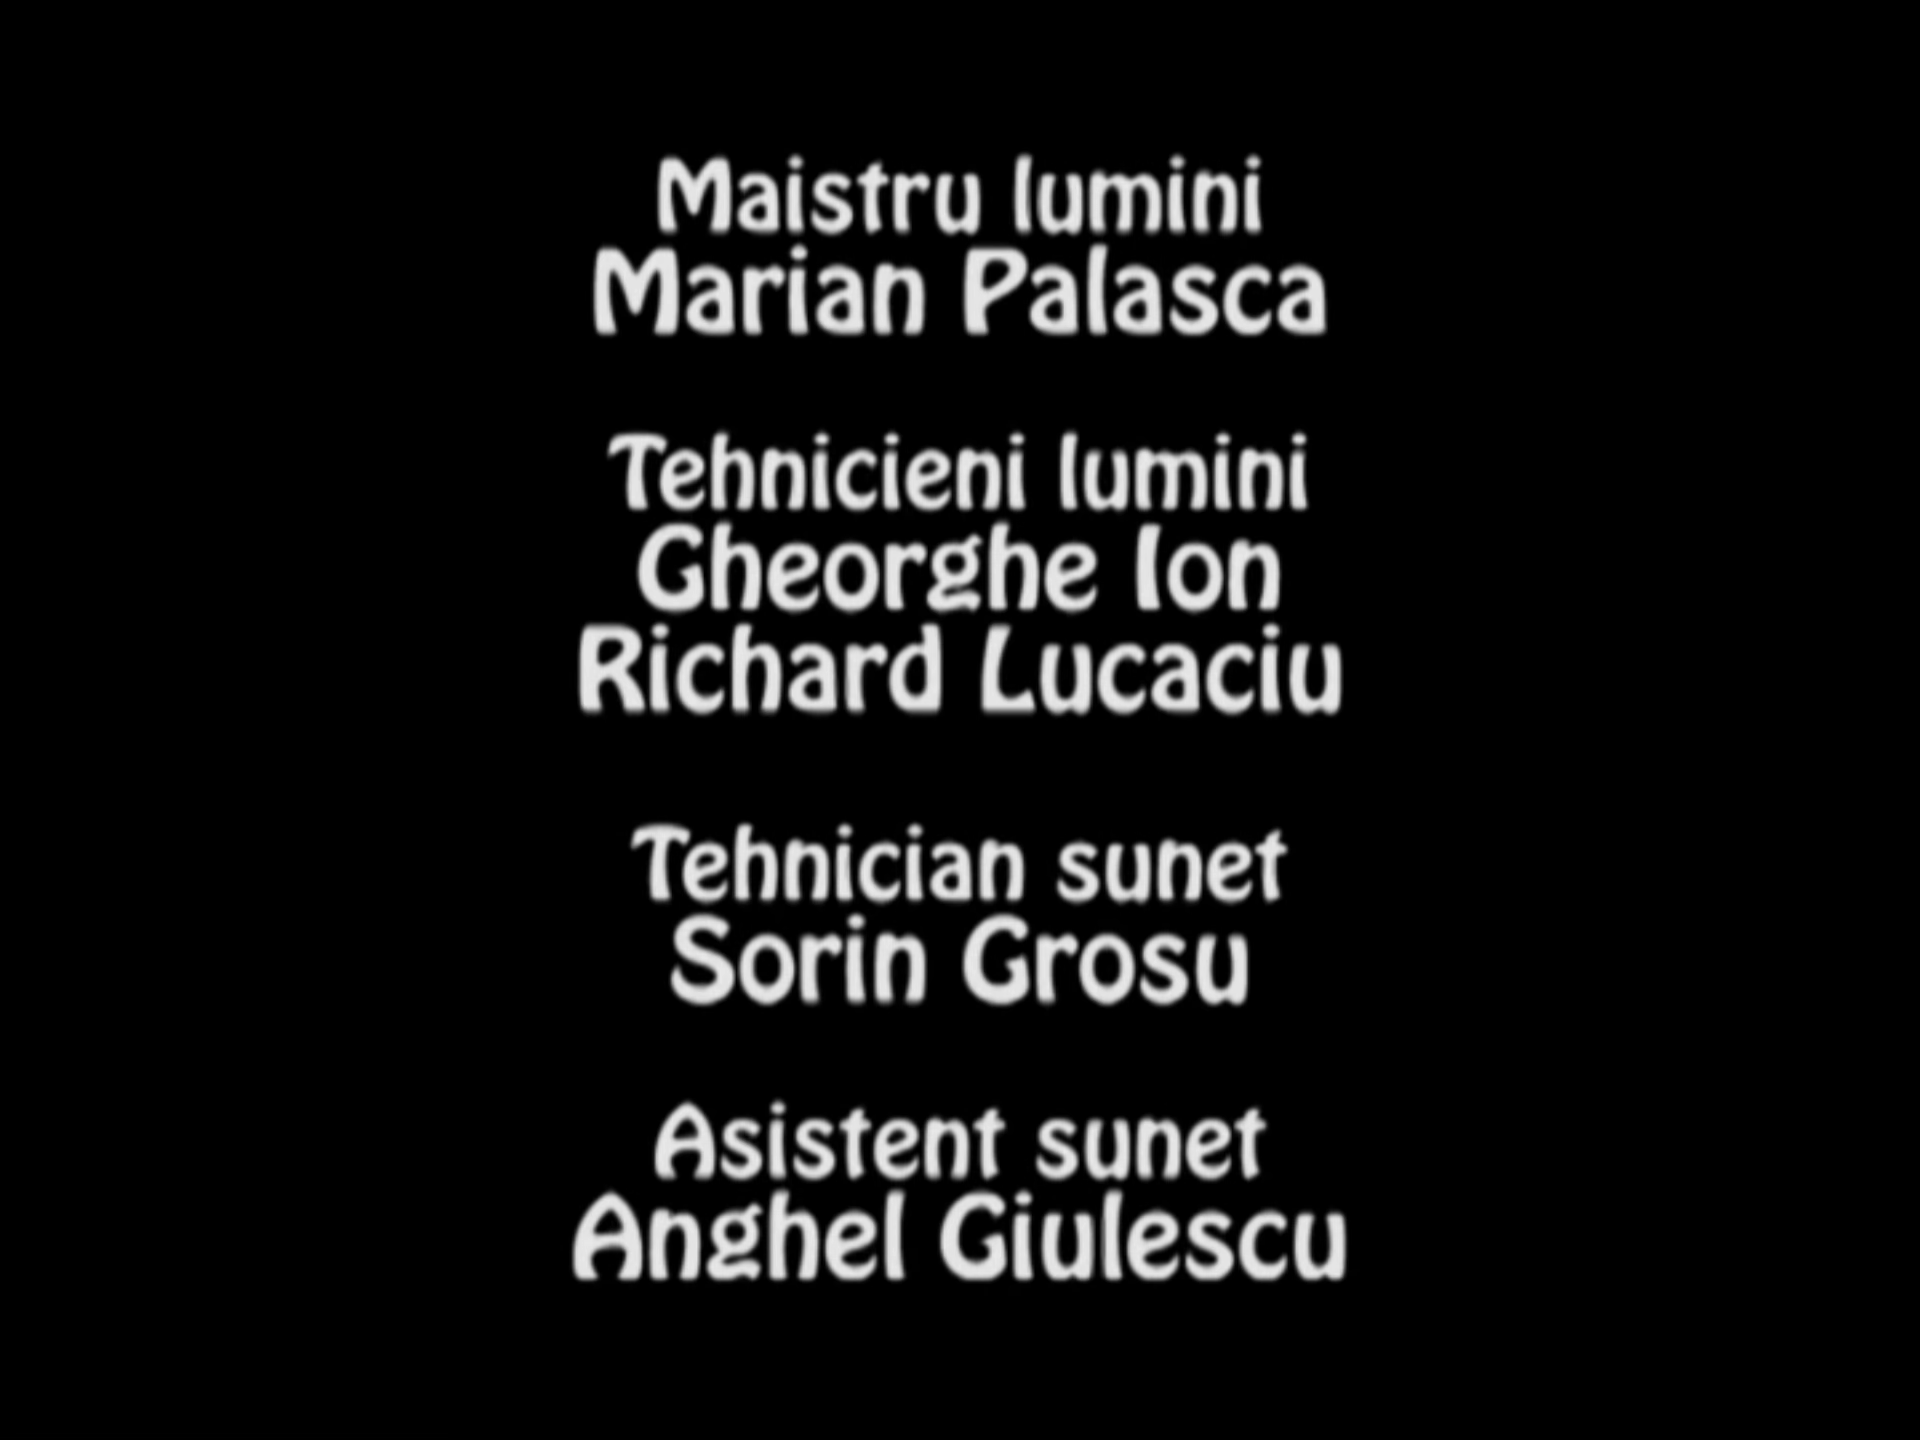 Maistru lumini
Marian Palasca
Tehnicieni lumini
Gheorghe Ion
Richard Lucaciu
Tehnician sunet
Sorin Grosu
Asistent sunet
Anghel Giulescu